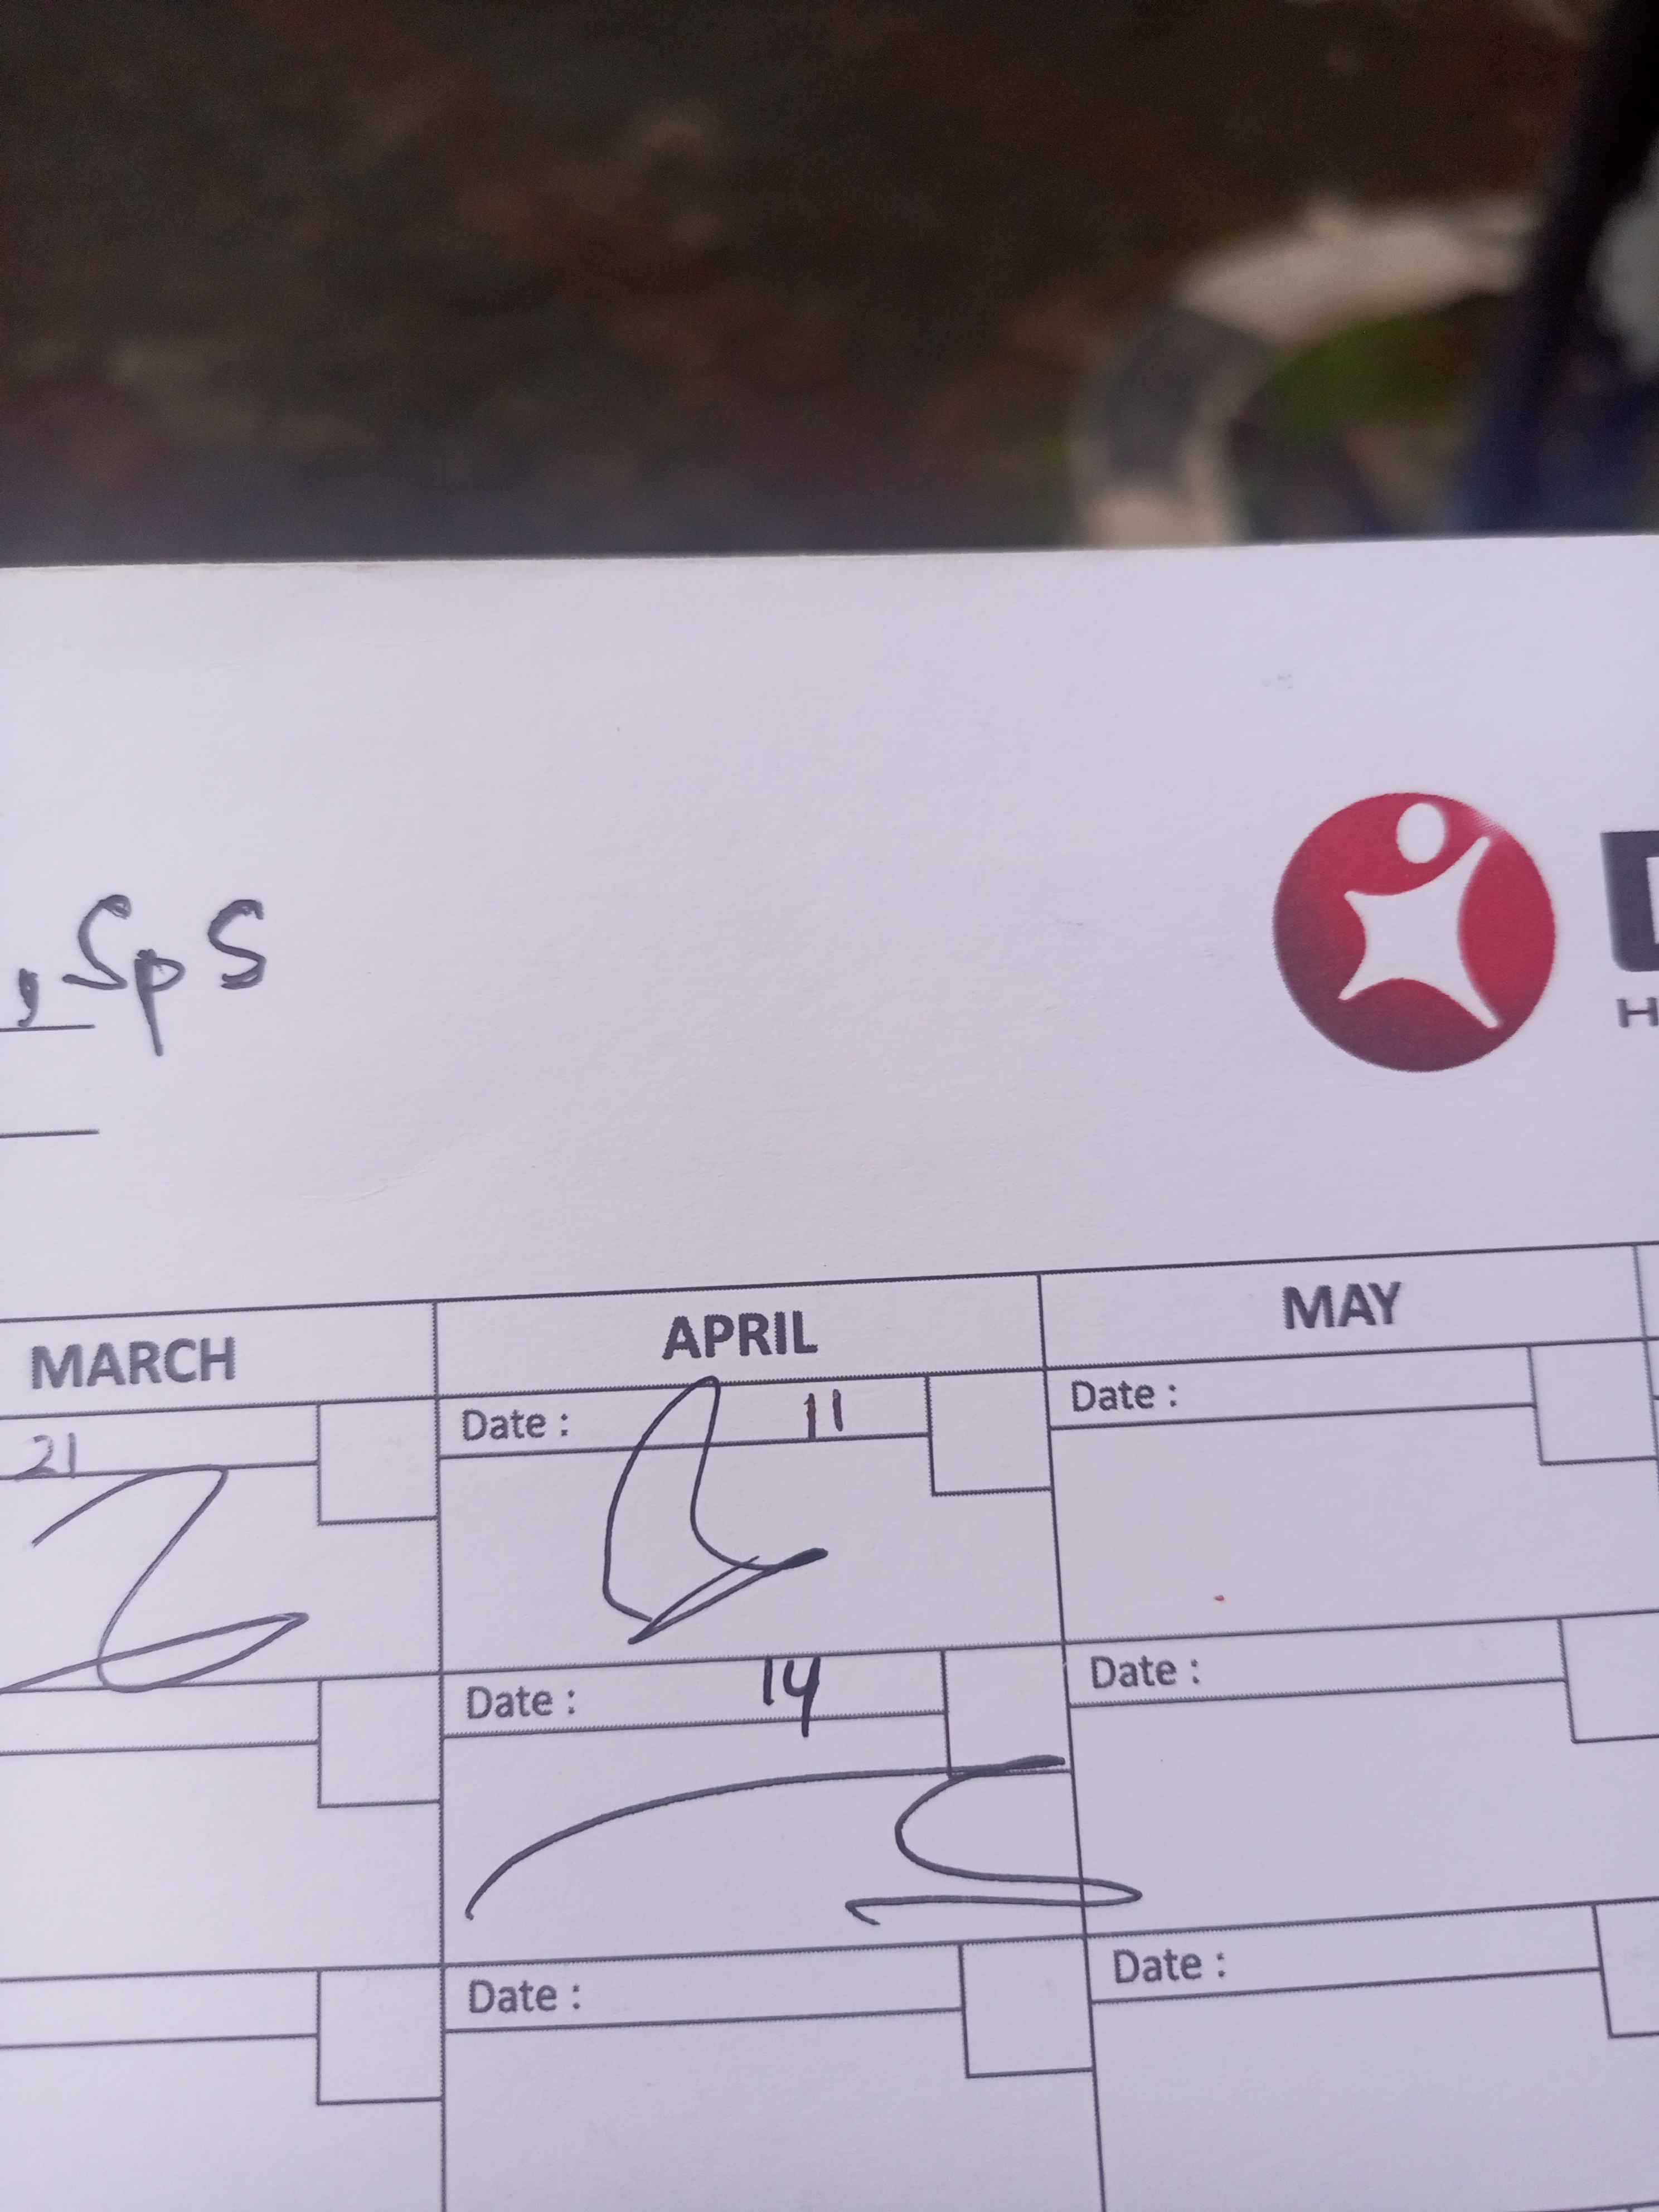 , SpS
MARCH APRIL MAY
21 Date : 11 Date :
Date : 14 Date :
Date : Date :